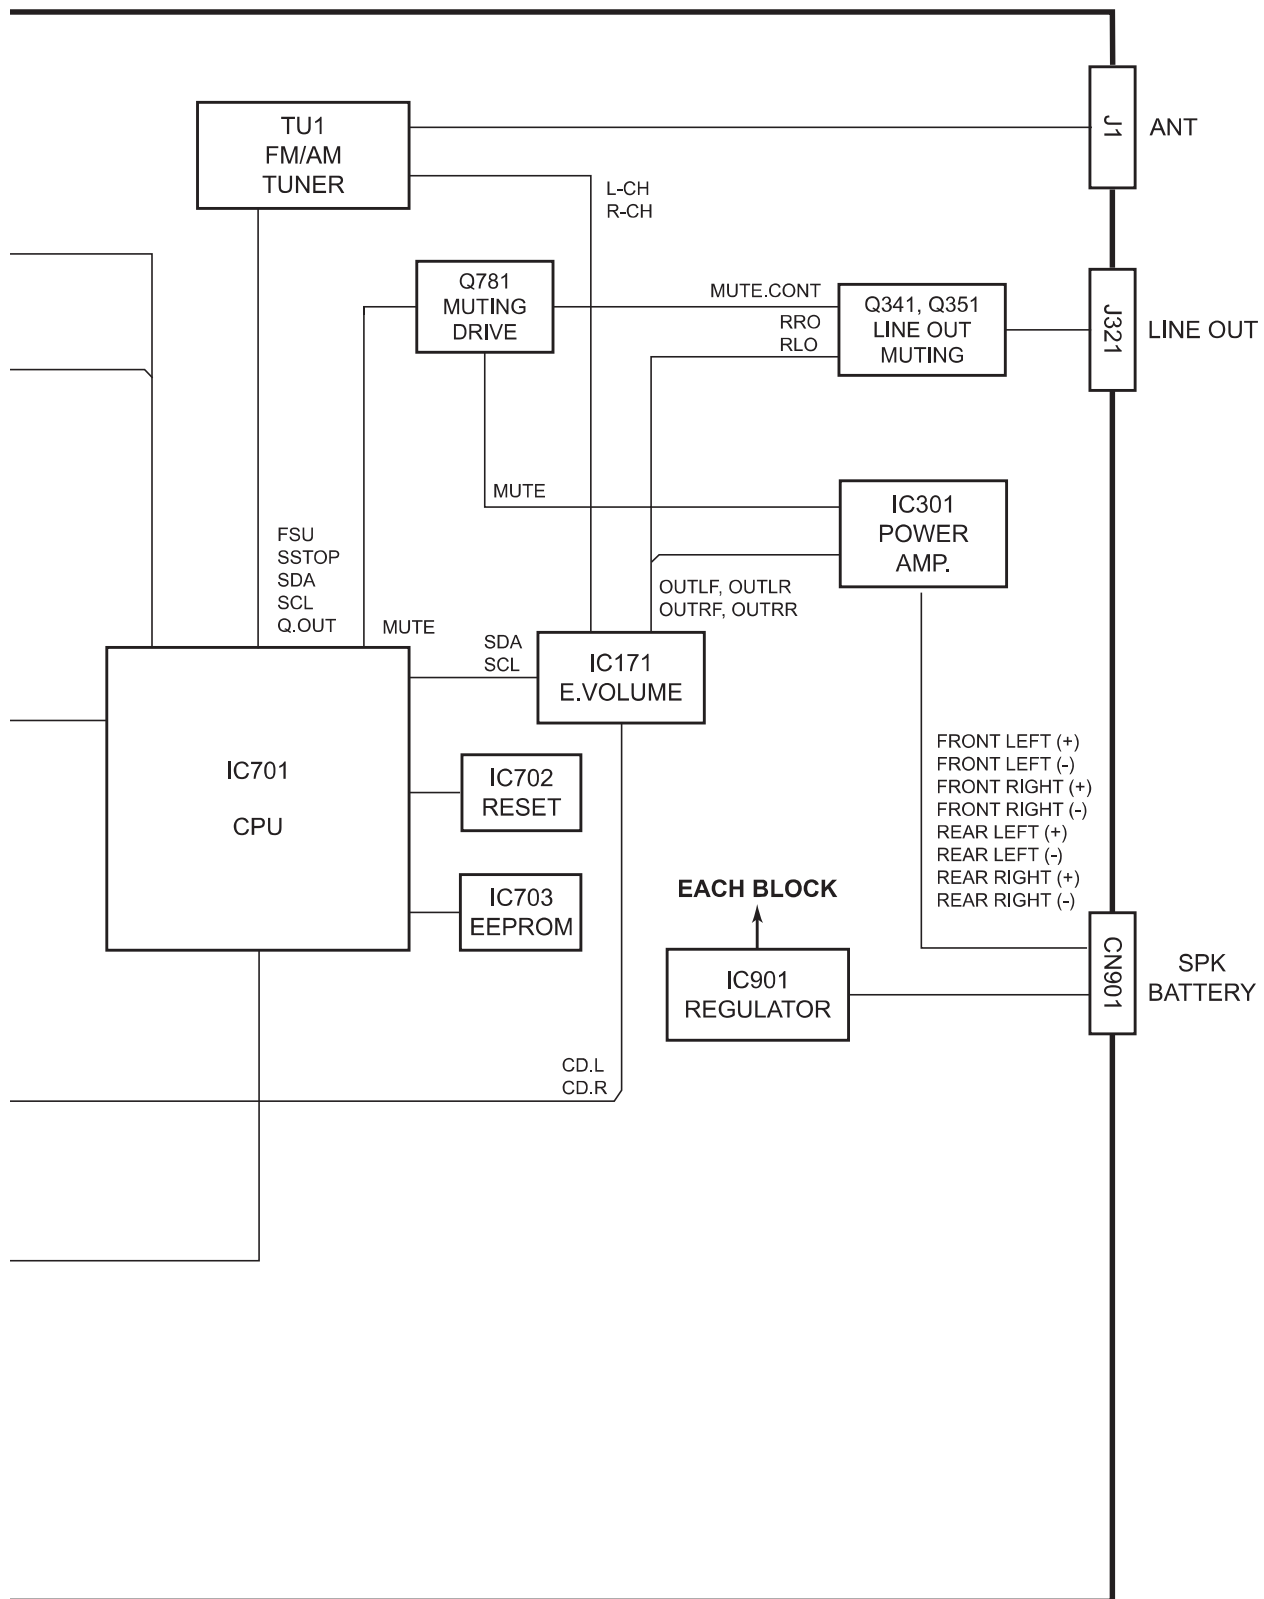 TU1
FM/AM
TUNER
J1
ANT
L-CH
R-CH
Q781
MUTING
DRIVE
MUTE.CONT
RRO
RLO
Q341, Q351
LINE OUT
MUTING
J321
LINE OUT
MUTE
IC301
POWER
AMP.
FSU
SSTOP
SDA
SCL
Q.OUT
MUTE
OUTLF, OUTLR
OUTRF, OUTRR
SDA
SCL
IC171
E.VOLUME
IC701
CPU
IC702
RESET
IC703
EEPROM
FRONT LEFT (+)
FRONT LEFT (-)
FRONT RIGHT (+)
FRONT RIGHT (-)
REAR LEFT (+)
REAR LEFT (-)
REAR RIGHT (+)
REAR RIGHT (-)
EACH BLOCK
IC901
REGULATOR
CN901
SPK
BATTERY
CD.L
CD.R